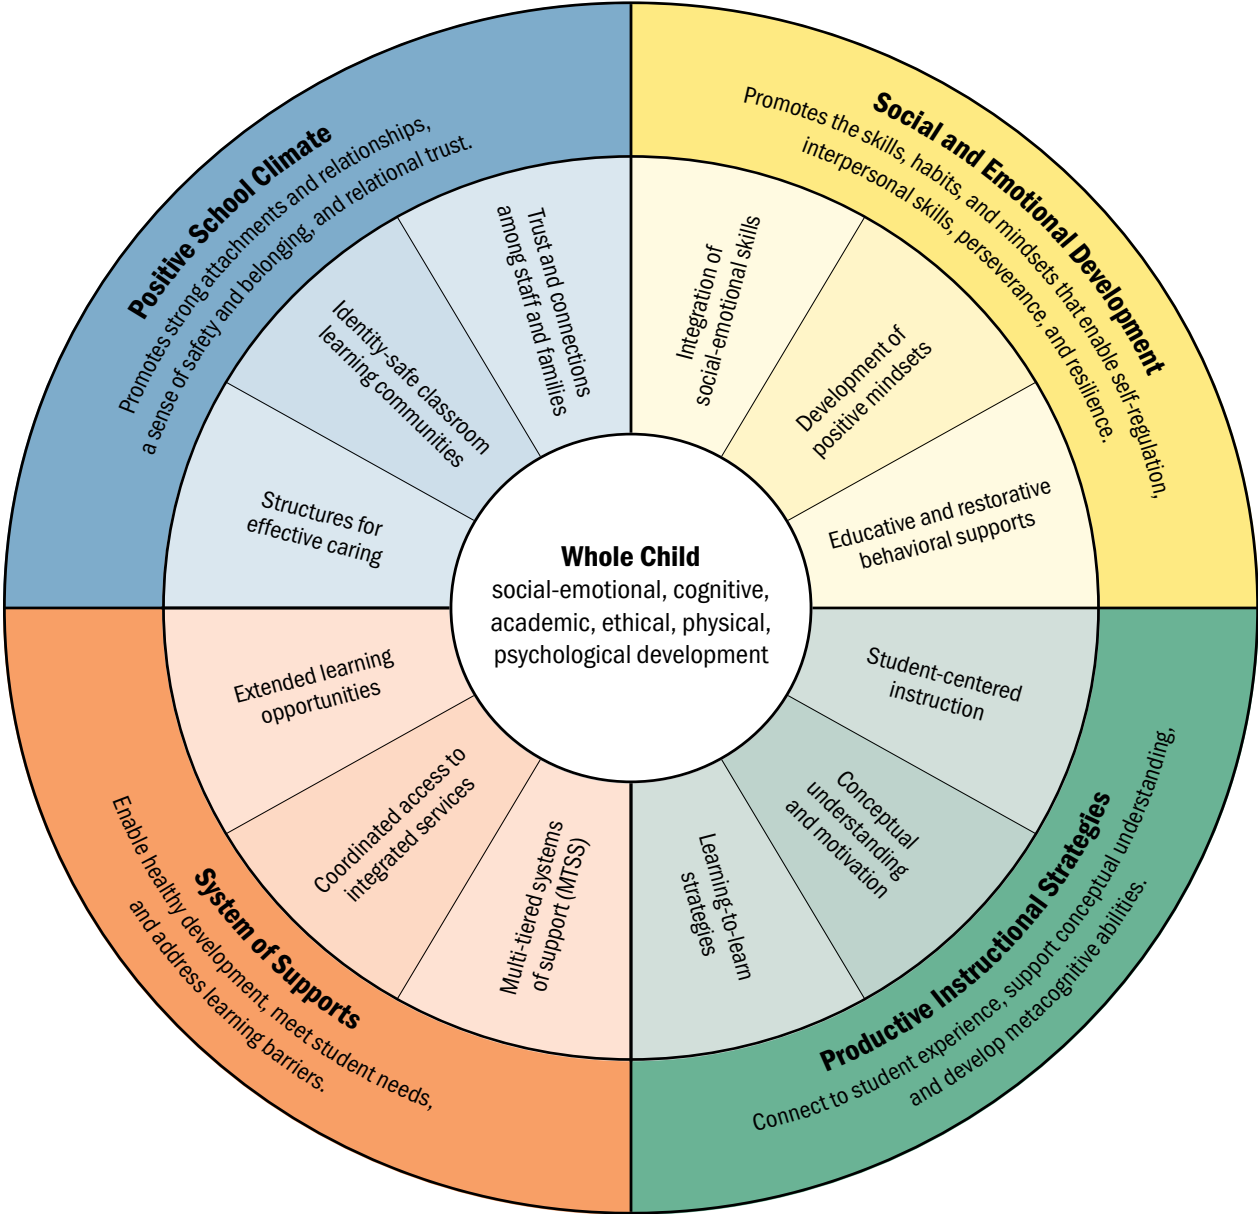 Positive School Climate
Promotes strong attachments and relationships,
a sense of safety and belonging, and relational trust.
Social and Emotional Development
Promotes the skills, habits, and mindsets that enable self-regulation,
interpersonal skills, perseverance, and resilience.
Trust and connections
among staff and families
Identity-safe classroom
learning communities
Structures for
effective caring
Integration of
social-emotional skills
Development of
positive mindsets
Educative and restorative
behavioral supports
Whole Child
social-emotional, cognitive,
academic, ethical, physical,
psychological development
Extended learning
opportunities
Coordinated access to
integrated services
Multi-tiered systems
of support (MTSS)
Student-centered
instruction
Conceptual
understanding
and motivation
Learning-to-learn
strategies
System of Supports
Enable healthy development, meet student needs,
and address learning barriers.
Productive Instructional Strategies
Connect to student experience, support conceptual understanding,
and develop metacognitive abilities.